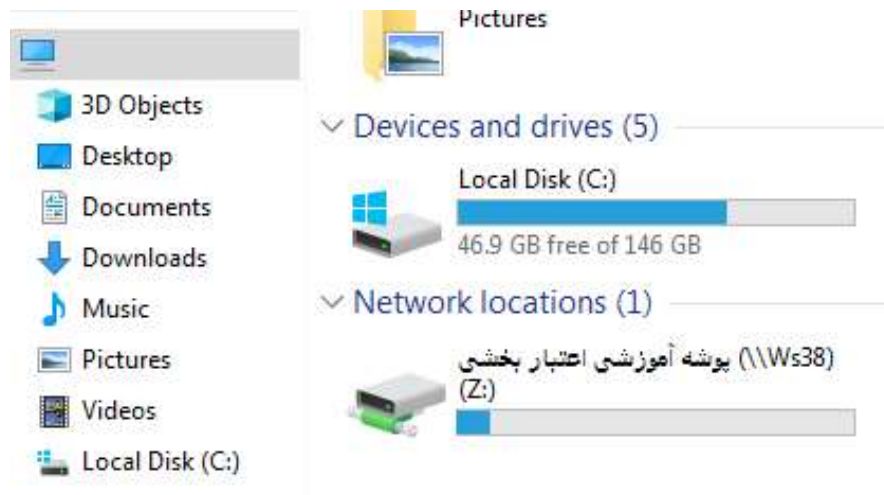 3D Objects
Desktop
Documents
Downloads
Music
Pictures
Videos
Local Disk (C:)
Pictures
Devices and drives (5)
Local Disk (C:)
46.9 GB free of 146 GB
Network locations (1)
پوشه آموزشی اعتبار بخشی (\\Ws38)
(Z:)